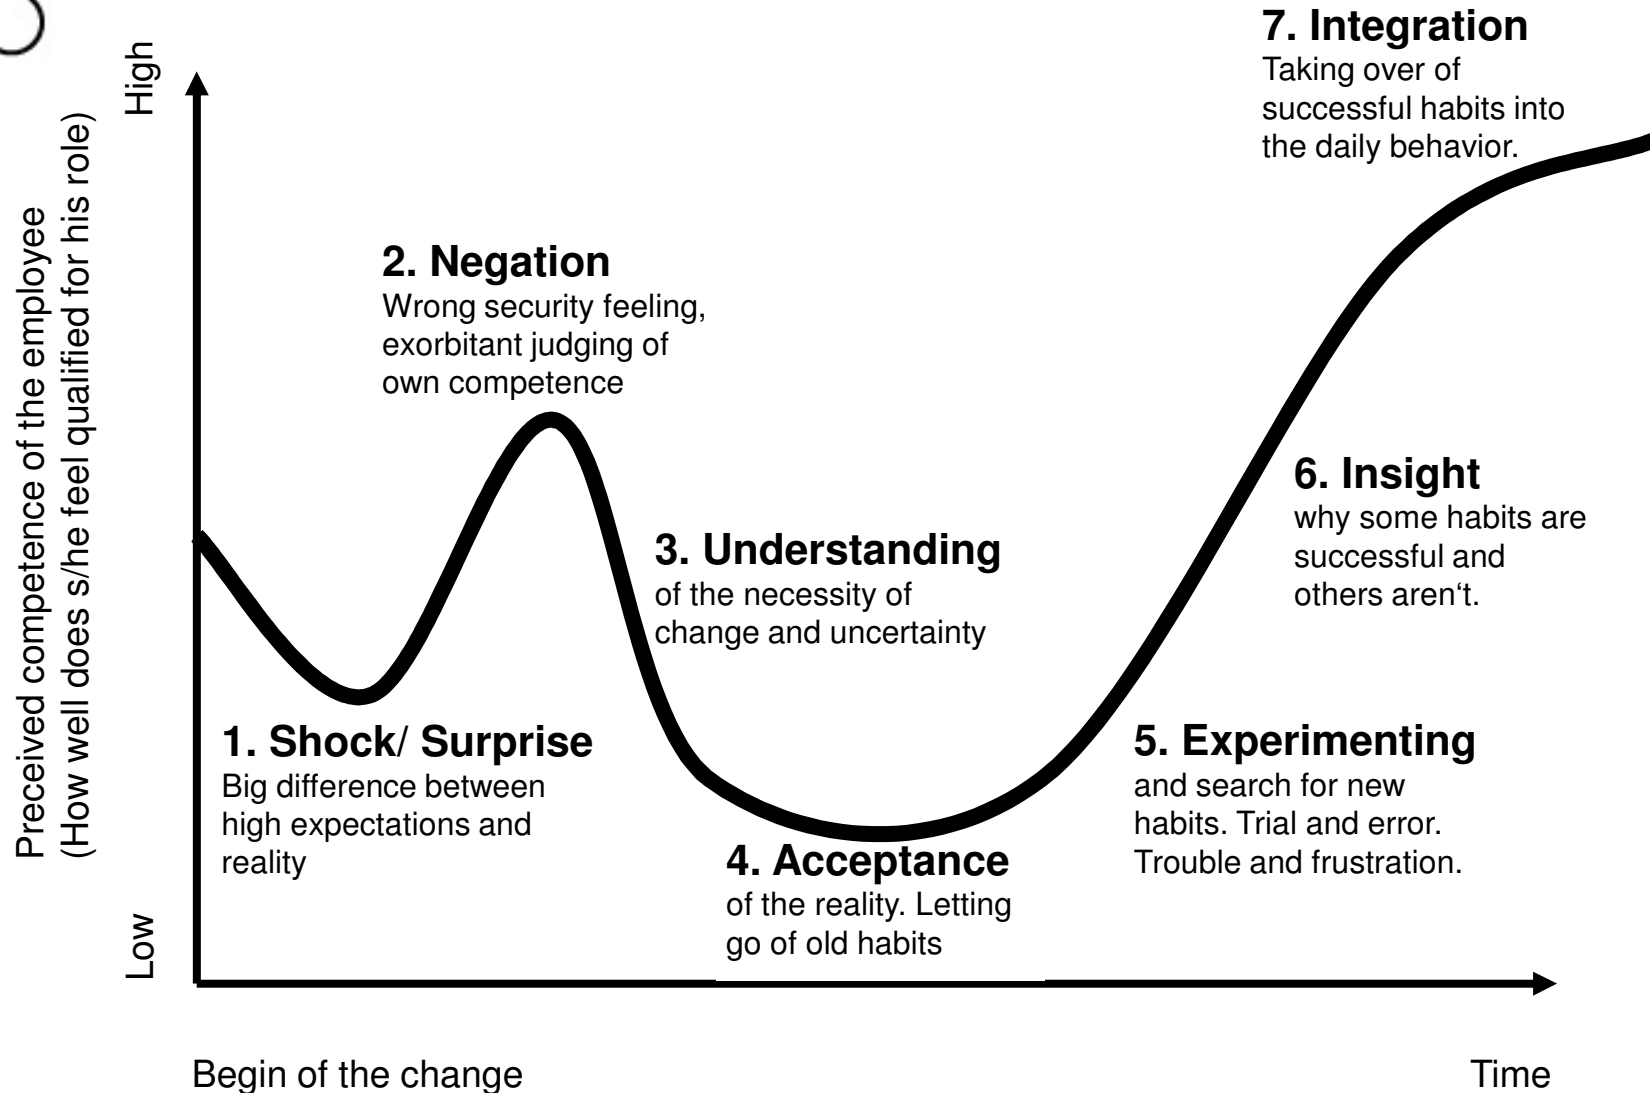 7. Integration
Taking over of
successful habits into
the daily behavior.
High
Preceived competence of the employee
(How well does s/he feel qualified for his role)
2. Negation
Wrong security feeling,
exorbitant judging of
own competence
6. Insight
why some habits are
successful and
others aren‘t.
3. Understanding
of the necessity of
change and uncertainty
1. Shock/ Surprise
Big difference between
high expectations and
reality
5. Experimenting
and search for new
habits. Trial and error.
Trouble and frustration.
4. Acceptance
of the reality. Letting
go of old habits
Low
Begin of the change
Time